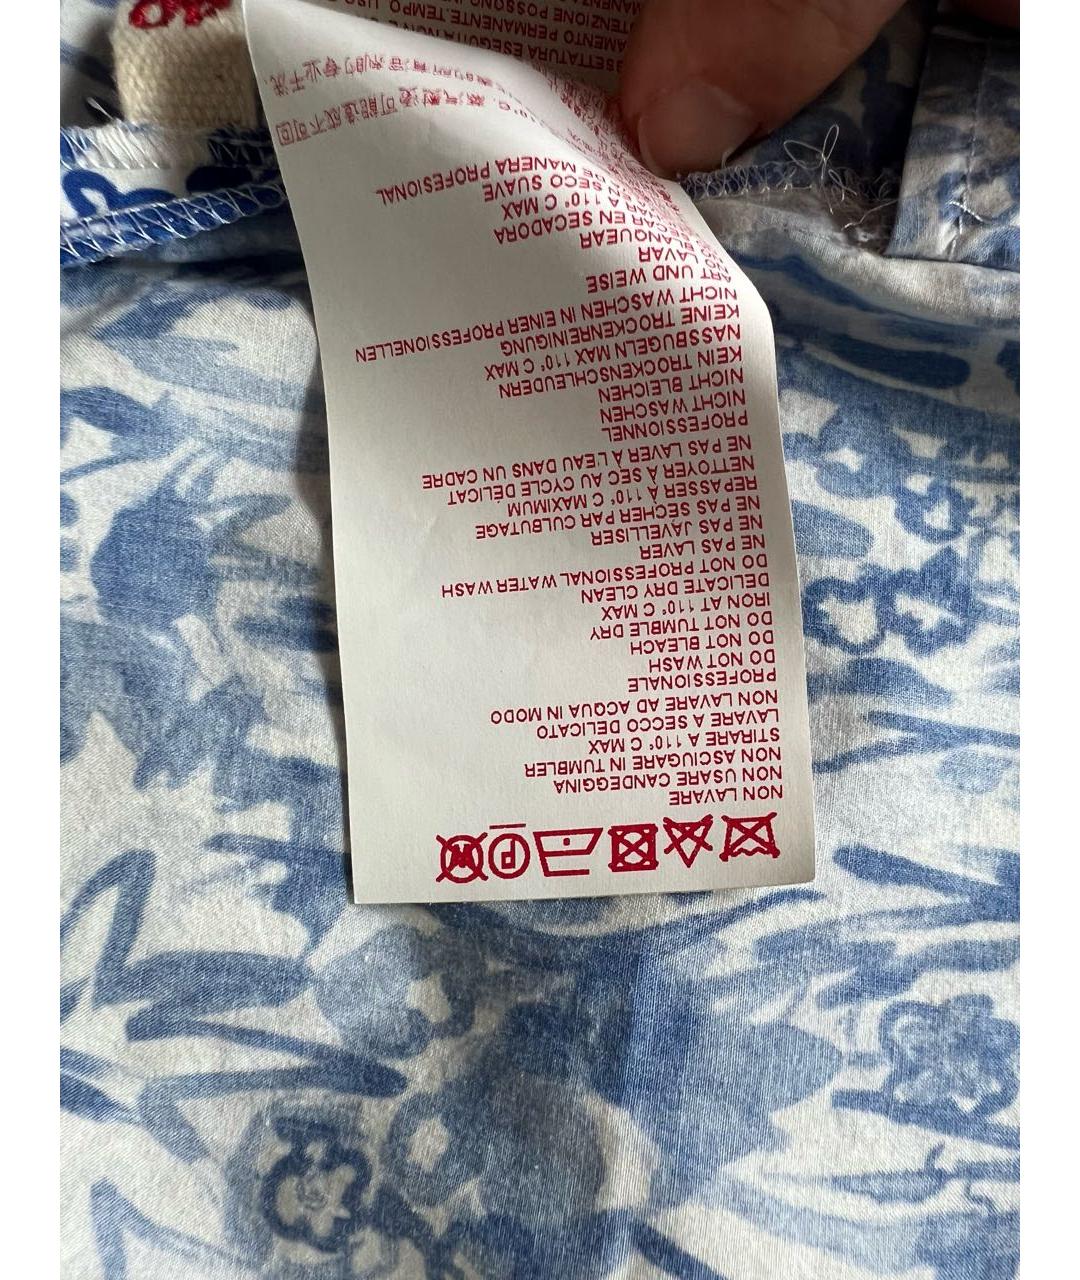 NON LAVARE
NON USARE CANDEGGINA
NON ASCIUGARE IN TUMBLER
STIRARE A 110° C MAX
LAVARE A SECCO DELICATO
NON LAVARE AD ACQUA IN MODO
PROFESSIONALE
DO NOT WASH
DO NOT BLEACH
DO NOT TUMBLE DRY
IRON AT 110° C MAX
DELICATE DRY CLEAN
DO NOT PROFESSIONAL WATER WASH
NE PAS LAVER
NE PAS JAVELLISER
NE PAS SÉCHER PAR CULBUTAGE
REPASSER À 110° C MAXIMUM
NETTOYER À SEC AU CYCLE DÉLICAT
NE PAS LAVER À L'EAU DANS UN CADRE
PROFESSIONNEL
NICHT WASCHEN
NICHT BLEICHEN
KEIN TROCKENSCHLEUDERN
NASSBUGELN MAX 110° C MAX
KEINE TROCKENREINIGUNG
NICHT WASCHEN IN EINER PROFESSIONELLEN
ART UND WEISE
LAVAR
BLANQUEAR
SECAR EN SECADORA
A 110° C MAX
SECO SUAVE
DE MANERA PROFESSIONAL